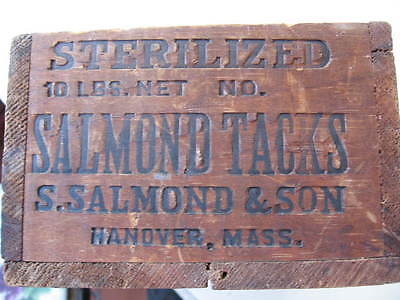 STERILIZED
10 LBS. NET NO.
SALMOND TACKS
S. SALMOND & SON
HANOVER, MASS.